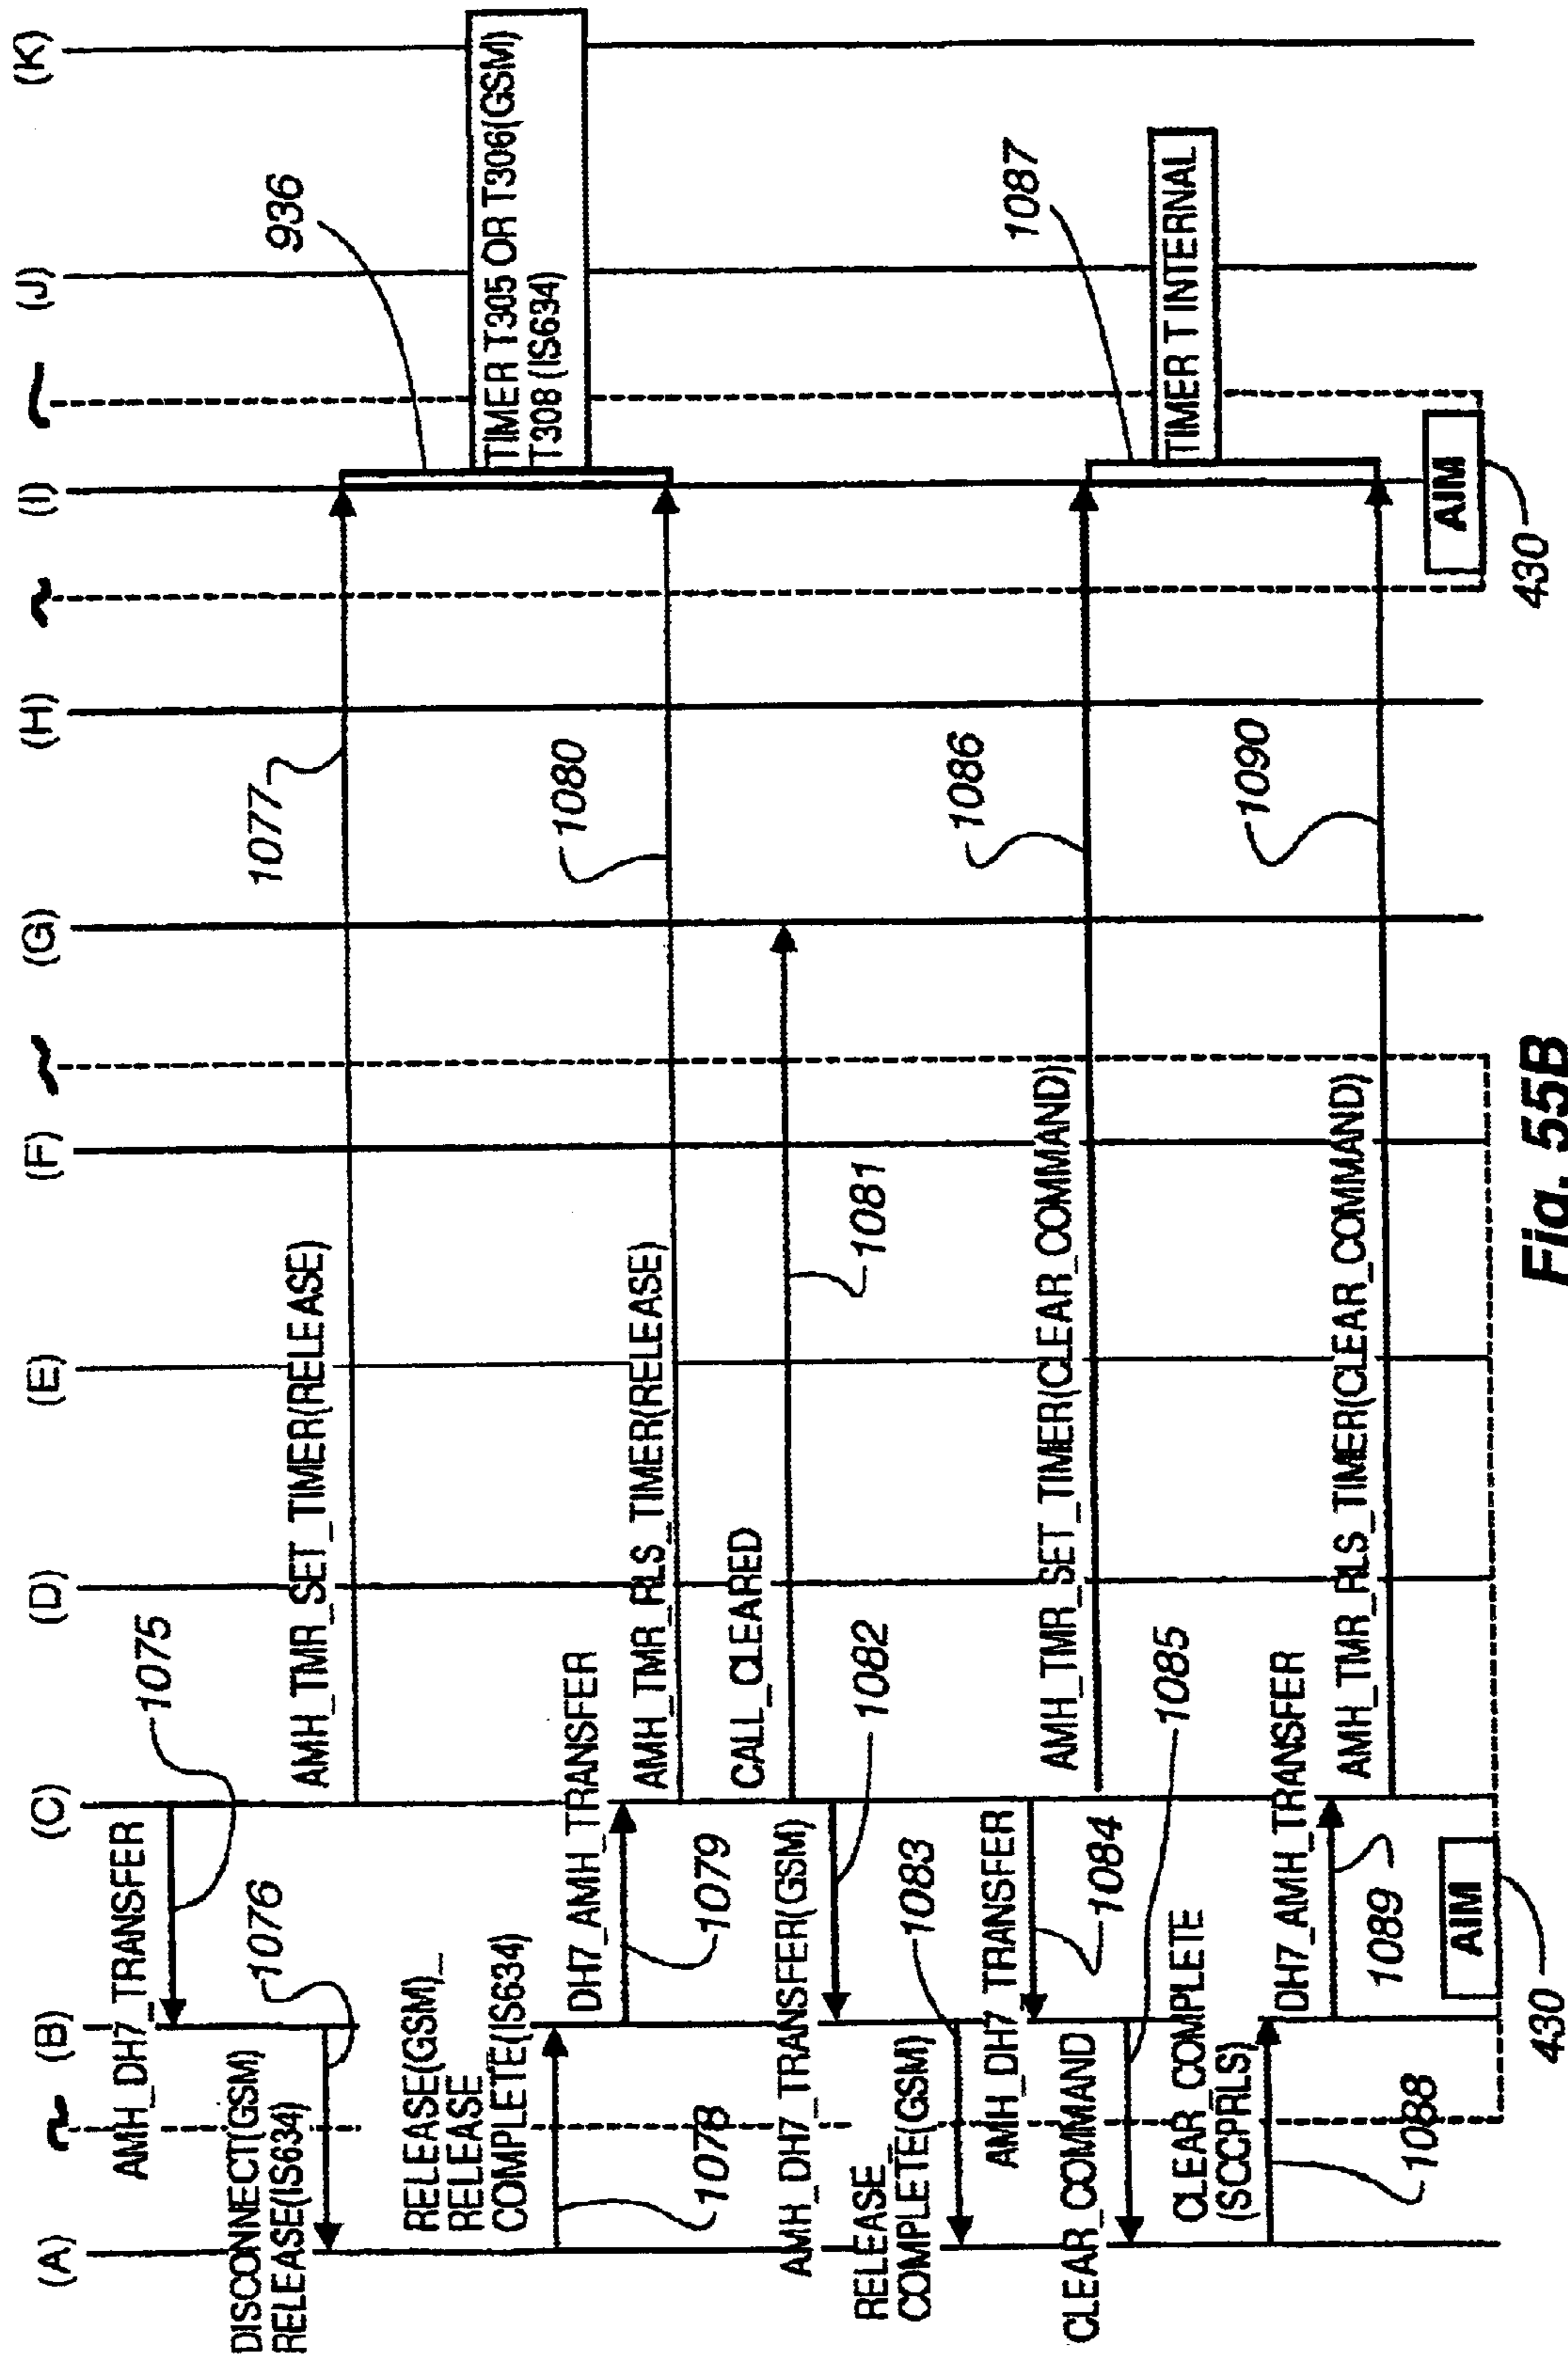 (A) (B) (C) (D) (E) (F) (G) (H) (I) (J) (K)
AMH_DH7_TRANSFER
1075
DISCONNECT(GSM)
RELEASE(IS634)
1076
AMH_TMR_SET_TIMER(RELEASE)
1077
936
TIMER T305 OR T306(GSM)
T308 (IS634)
RELEASE(GSM)_
RELEASE
COMPLETE(IS634)
1078
DH7_AMH_TRANSFER
1079
AMH_TMR_RLS_TIMER(RELEASE)
1080
CALL_CLEARED
1081
AMH_DH7_TRANSFER(GSM)
1082
RELEASE_
COMPLETE(GSM)
1083
AMH_DH7_TRANSFER
1084
CLEAR_COMMAND
1085
AMH_TMR_SET_TIMER(CLEAR_COMMAND)
1086
1087
TIMER T INTERNAL
CLEAR_COMPLETE
(SCCPRLS)
1088
DH7_AMH_TRANSFER
1089
AMH_TMR_RLS_TIMER(CLEAR_COMMAND)
1090
AIM
430
AIM
430
Fig. 55B